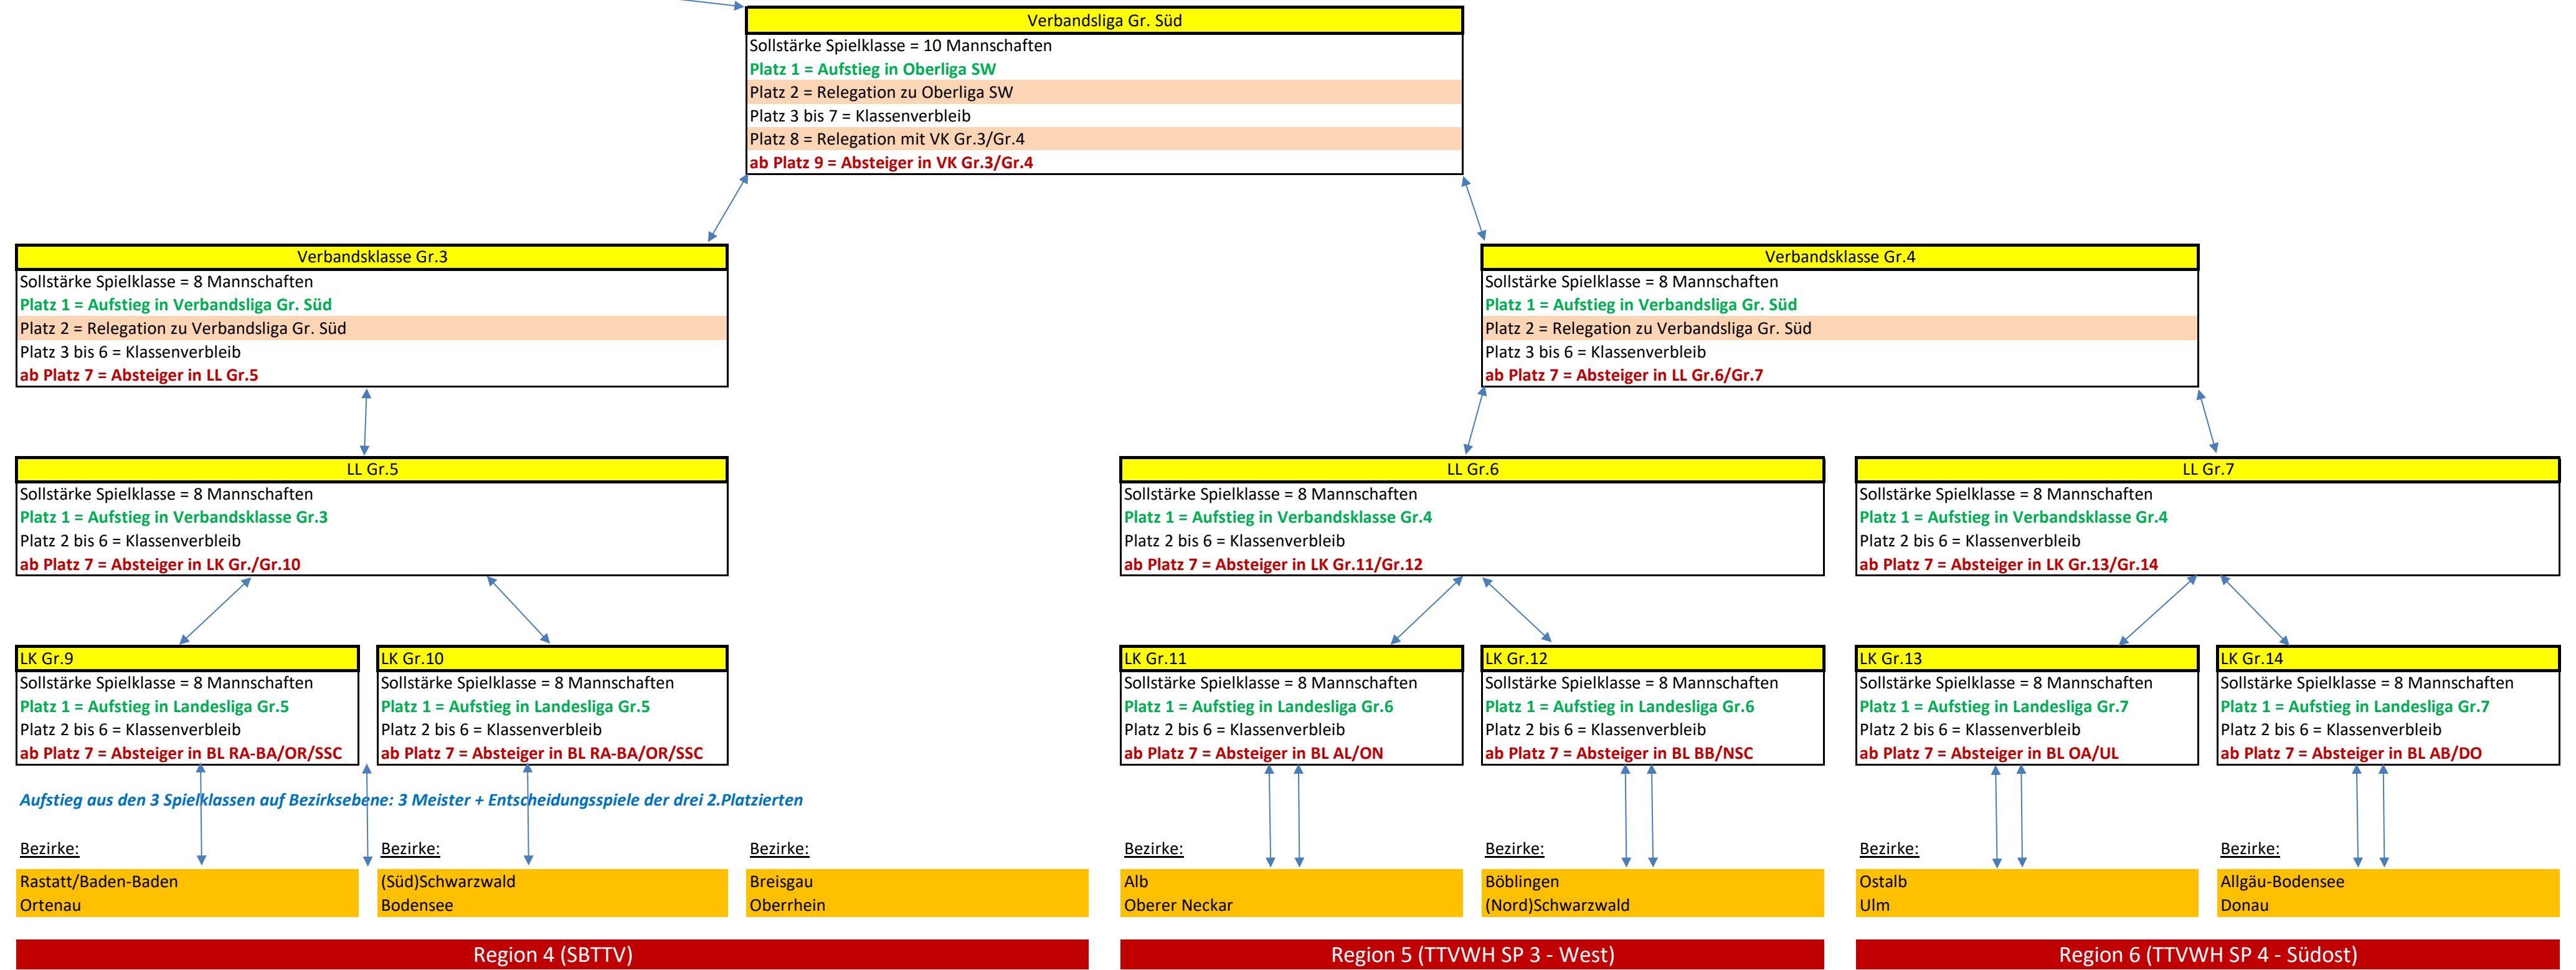 Verbandsliga Gr. Süd
Sollstärke Spielklasse = 10 Mannschaften
Platz 1 = Aufstieg in Oberliga SW
Platz 2 = Relegation zu Oberliga SW
Platz 3 bis 7 = Klassenverbleib
Platz 8 = Relegation mit VK Gr.3/Gr.4
ab Platz 9 = Absteiger in VK Gr.3/Gr.4
Verbandsklasse Gr.3
Sollstärke Spielklasse = 8 Mannschaften
Platz 1 = Aufstieg in Verbandsliga Gr. Süd
Platz 2 = Relegation zu Verbandsliga Gr. Süd
Platz 3 bis 6 = Klassenverbleib
ab Platz 7 = Absteiger in LL Gr.5
Verbandsklasse Gr.4
Sollstärke Spielklasse = 8 Mannschaften
Platz 1 = Aufstieg in Verbandsliga Gr. Süd
Platz 2 = Relegation zu Verbandsliga Gr. Süd
Platz 3 bis 6 = Klassenverbleib
ab Platz 7 = Absteiger in LL Gr.6/Gr.7
LL Gr.5
Sollstärke Spielklasse = 8 Mannschaften
Platz 1 = Aufstieg in Verbandsklasse Gr.3
Platz 2 bis 6 = Klassenverbleib
ab Platz 7 = Absteiger in LK Gr./Gr.10
LL Gr.6
Sollstärke Spielklasse = 8 Mannschaften
Platz 1 = Aufstieg in Verbandsklasse Gr.4
Platz 2 bis 6 = Klassenverbleib
ab Platz 7 = Absteiger in LK Gr.11/Gr.12
LL Gr.7
Sollstärke Spielklasse = 8 Mannschaften
Platz 1 = Aufstieg in Verbandsklasse Gr.4
Platz 2 bis 6 = Klassenverbleib
ab Platz 7 = Absteiger in LK Gr.13/Gr.14
LK Gr.9
Sollstärke Spielklasse = 8 Mannschaften
Platz 1 = Aufstieg in Landesliga Gr.5
Platz 2 bis 6 = Klassenverbleib
ab Platz 7 = Absteiger in BL RA-BA/OR/SSC
LK Gr.10
Sollstärke Spielklasse = 8 Mannschaften
Platz 1 = Aufstieg in Landesliga Gr.5
Platz 2 bis 6 = Klassenverbleib
ab Platz 7 = Absteiger in BL RA-BA/OR/SSC
LK Gr.11
Sollstärke Spielklasse = 8 Mannschaften
Platz 1 = Aufstieg in Landesliga Gr.6
Platz 2 bis 6 = Klassenverbleib
ab Platz 7 = Absteiger in BL AL/ON
LK Gr.12
Sollstärke Spielklasse = 8 Mannschaften
Platz 1 = Aufstieg in Landesliga Gr.6
Platz 2 bis 6 = Klassenverbleib
ab Platz 7 = Absteiger in BL BB/NSC
LK Gr.13
Sollstärke Spielklasse = 8 Mannschaften
Platz 1 = Aufstieg in Landesliga Gr.7
Platz 2 bis 6 = Klassenverbleib
ab Platz 7 = Absteiger in BL OA/UL
LK Gr.14
Sollstärke Spielklasse = 8 Mannschaften
Platz 1 = Aufstieg in Landesliga Gr.7
Platz 2 bis 6 = Klassenverbleib
ab Platz 7 = Absteiger in BL AB/DO
Aufstieg aus den 3 Spielklassen auf Bezirksebene: 3 Meister + Entscheidungsspiele der drei 2.Platzierten
Bezirke:
Rastatt/Baden-Baden
Ortenau
Bezirke:
(Süd)Schwarzwald
Bodensee
Bezirke:
Breisgau
Oberrhein
Bezirke:
Alb
Oberer Neckar
Bezirke:
Böblingen
(Nord)Schwarzwald
Bezirke:
Ostalb
Ulm
Bezirke:
Allgäu-Bodensee
Donau
Region 4 (SBTTV)
Region 5 (TTVWH SP 3 - West)
Region 6 (TTVWH SP 4 - Südost)